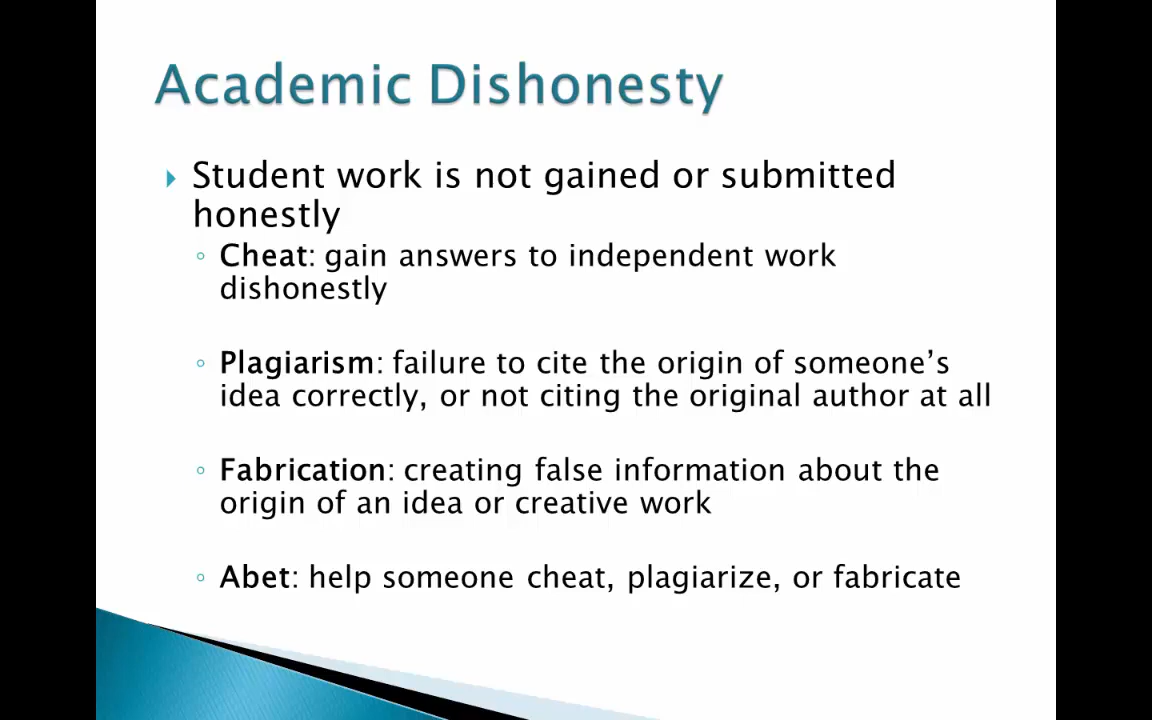 Academic Dishonesty
Student work is not gained or submitted
honestly
Cheat: gain answers to independent work
dishonestly
Plagiarism: failure to cite the origin of someone’s
idea correctly, or not citing the original author at all
Fabrication: creating false information about the
origin of an idea or creative work
Abet: help someone cheat, plagiarize, or fabricate